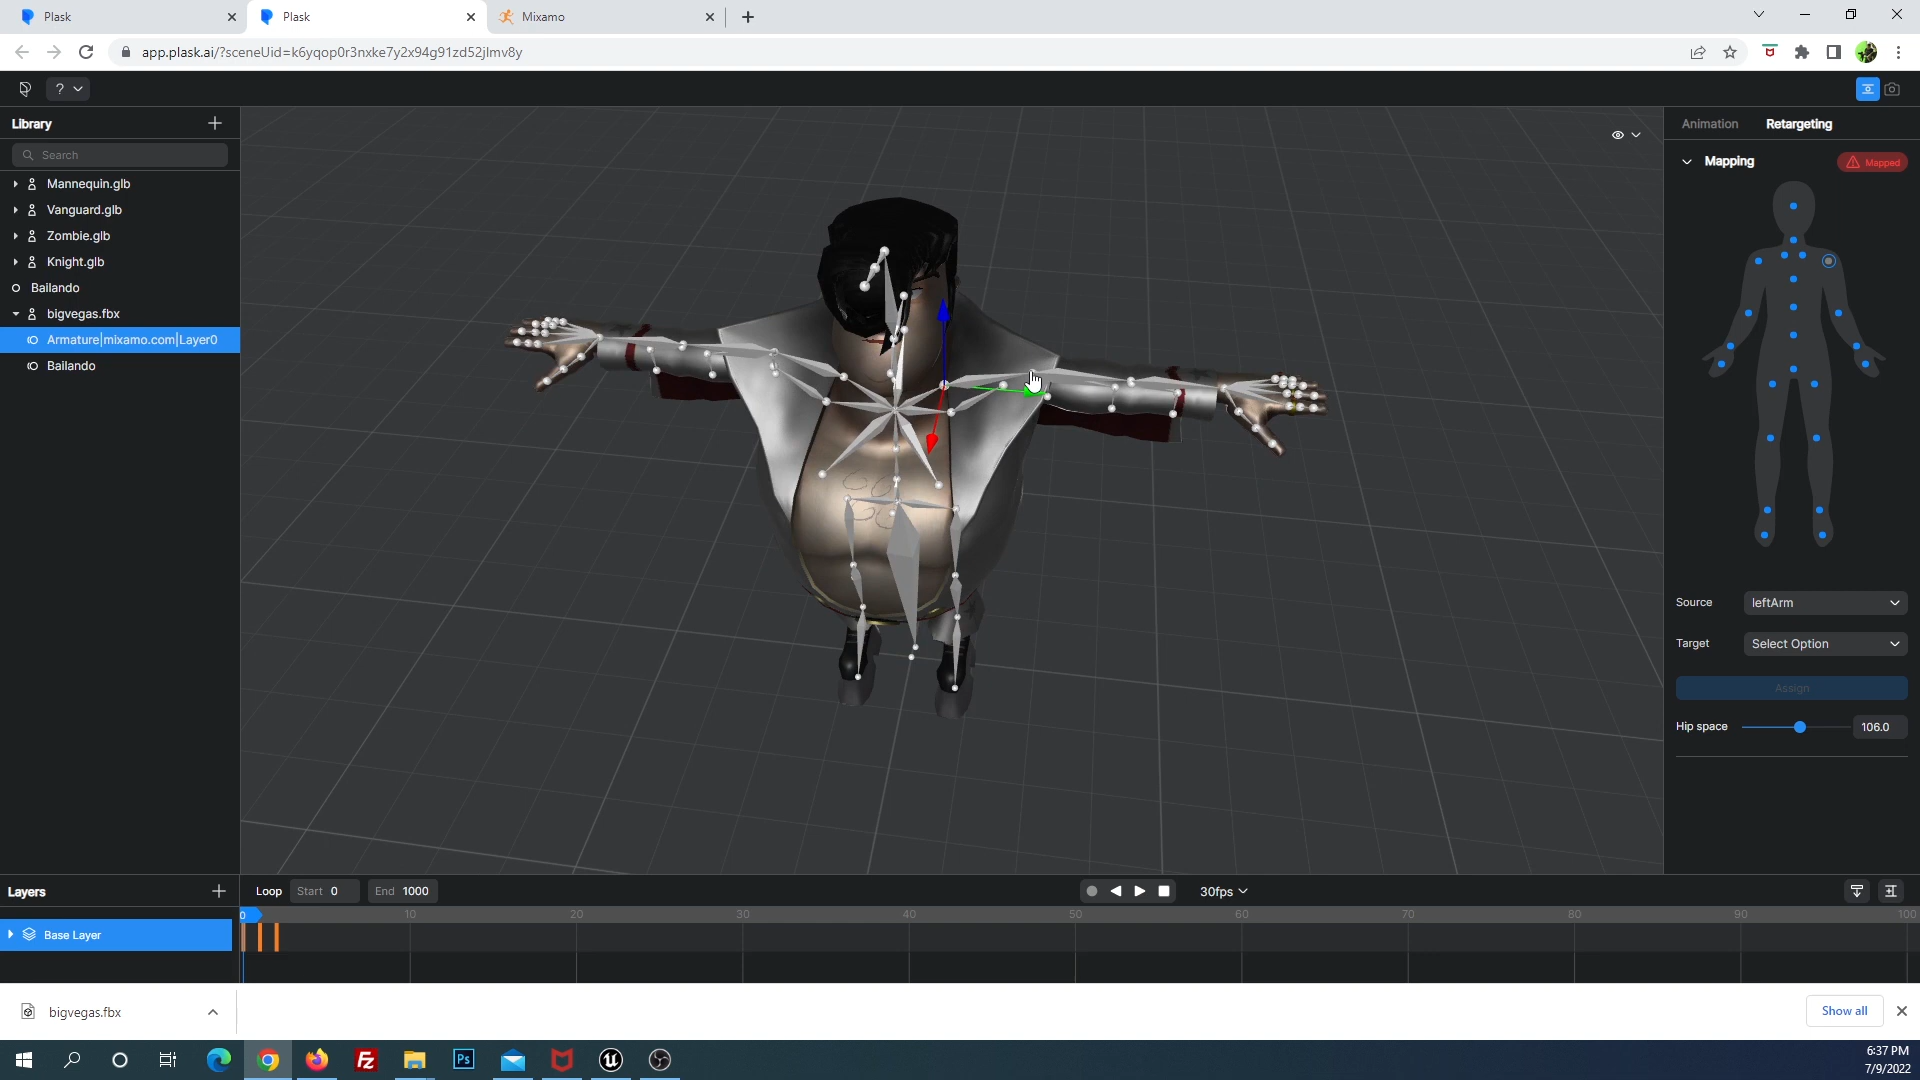 Plask
Plask
Mixamo
app.plask.ai/?sceneUid=k6yqop0r3nxke7y2x94g91zd52jlmv8y
?
Library
Search
Mannequin.glb
Vanguard.glb
Zombie.glb
Knight.glb
Bailando
bigvegas.fbx
Armature|mixamo.com|Layer0
Bailando
Animation Retargeting
Mapping Mapped
Source leftArm
Target Select Option
Assign
Hip space 106.0
Layers
Loop Start 0 End 1000 30fps
0 10 20 30 40 50 60 70 80 90 100
Base Layer
bigvegas.fbx
Show all
Fz
Ps
6:37 PM
7/9/2022